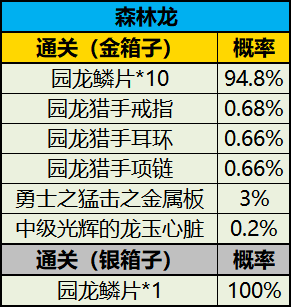 森林龙
通关（金箱子） 概率
园龙鳞片*10 94.8%
园龙猎手戒指 0.68%
园龙猎手耳环 0.66%
园龙猎手项链 0.66%
勇士之猛击之金属板 3%
中级光辉的龙玉心脏 0.2%
通关（银箱子） 概率
园龙鳞片*1 100%